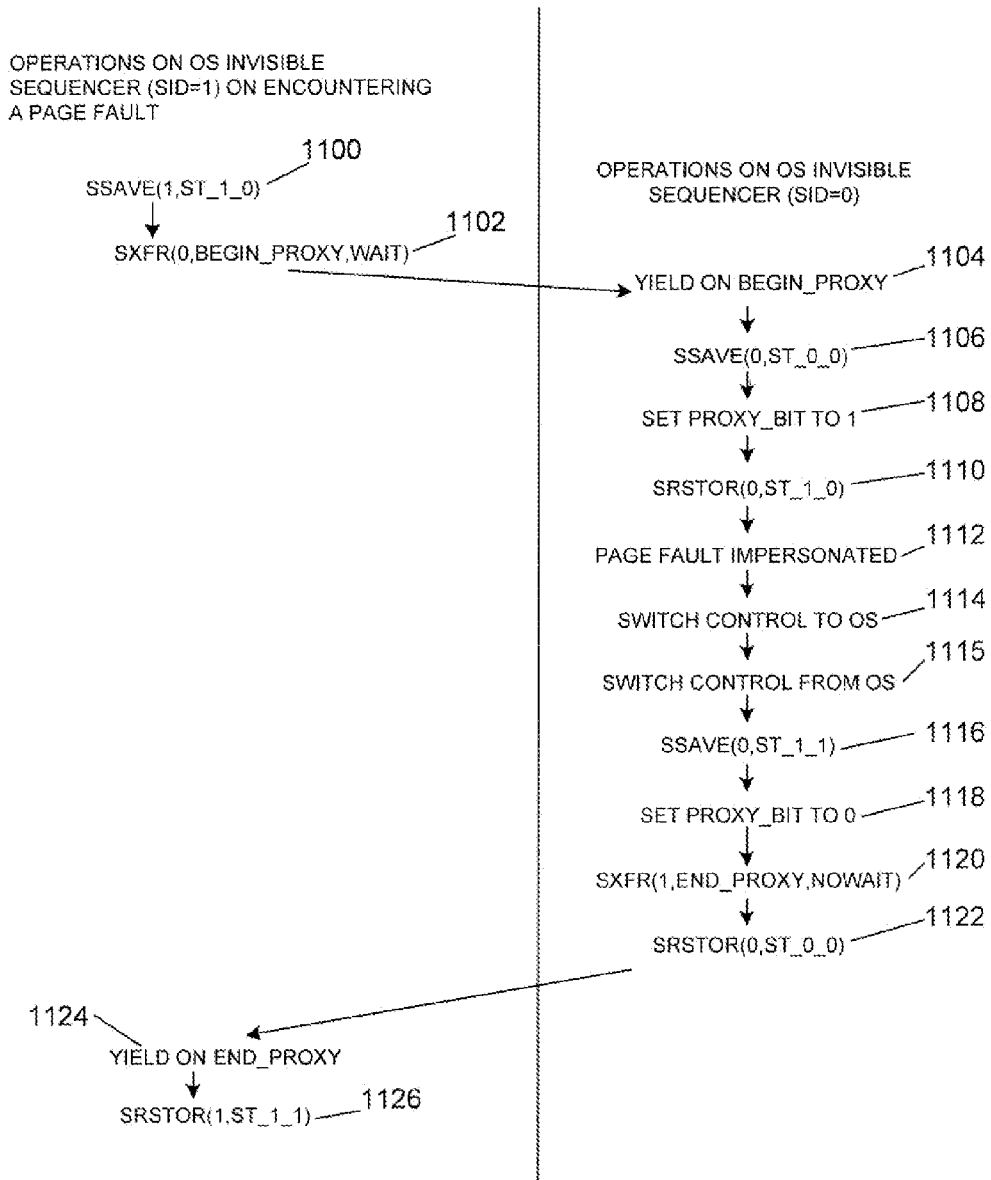 OPERATIONS ON OS INVISIBLE
SEQUENCER (SID=1) ON ENCOUNTERING
A PAGE FAULT
1100
SSAVE(1,ST_1_0)
1102
SXFR(0,BEGIN_PROXY,WAIT)
OPERATIONS ON OS INVISIBLE
SEQUENCER (SID=0)
1104
YIELD ON BEGIN_PROXY
1106
SSAVE(0,ST_0_0)
1108
SET PROXY_BIT TO 1
1110
SRSTOR(0,ST_1_0)
1112
PAGE FAULT IMPERSONATED
1114
SWITCH CONTROL TO OS
1115
SWITCH CONTROL FROM OS
1116
SSAVE(0,ST_1_1)
1118
SET PROXY_BIT TO 0
1120
SXFR(1,END_PROXY,NOWAIT)
1122
SRSTOR(0,ST_0_0)
1124
YIELD ON END_PROXY
1126
SRSTOR(1,ST_1_1)